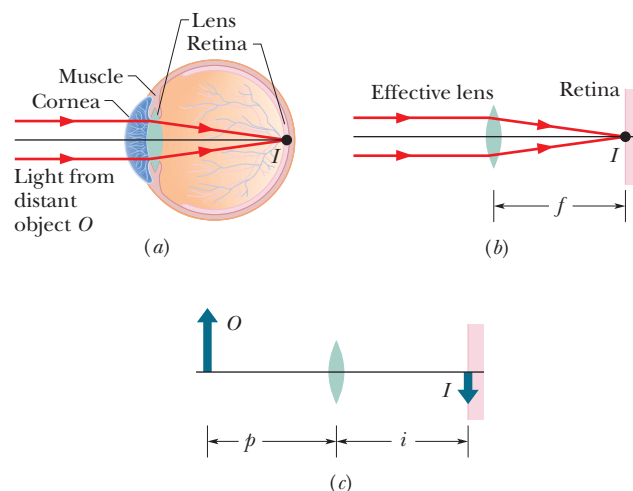 Lens
Retina
Muscle
Cornea
I
Light from
distant
object O
(a)
Effective lens
Retina
I
f
(b)
O
I
p
i
(c)